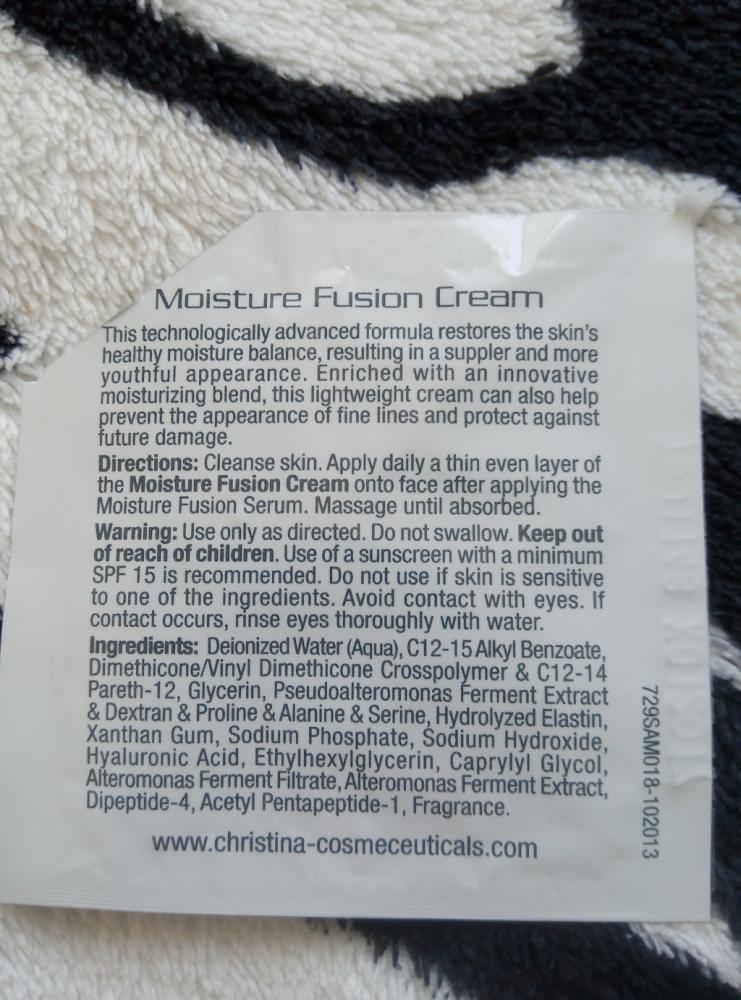 Moisture Fusion Cream
This technologically advanced formula restores the skin's
healthy moisture balance, resulting in a suppler and more
youthful appearance. Enriched with an innovative
moisturizing blend, this lightweight cream can also help
prevent the appearance of fine lines and protect against
future damage.
Directions: Cleanse skin. Apply daily a thin even layer of
the Moisture Fusion Cream onto face after applying the
Moisture Fusion Serum. Massage until absorbed.
Warning: Use only as directed. Do not swallow. Keep out
of reach of children. Use of a sunscreen with a minimum
SPF 15 is recommended. Do not use if skin is sensitive
to one of the ingredients. Avoid contact with eyes. If
contact occurs, rinse eyes thoroughly with water.
Ingredients: Deionized Water (Aqua), C12-15 Alkyl Benzoate,
Dimethicone/Vinyl Dimethicone Crosspolymer & C12-14
Pareth-12, Glycerin, Pseudoalteromonas Ferment Extract
& Dextran & Proline & Alanine & Serine, Hydrolyzed Elastin,
Xanthan Gum, Sodium Phosphate, Sodium Hydroxide,
Hyaluronic Acid, Ethylhexylglycerin, Caprylyl Glycol,
Alteromonas Ferment Filtrate, Alteromonas Ferment Extract,
Dipeptide-4, Acetyl Pentapeptide-1, Fragrance.
www.christina-cosmeceuticals.com
729SAM018-102013